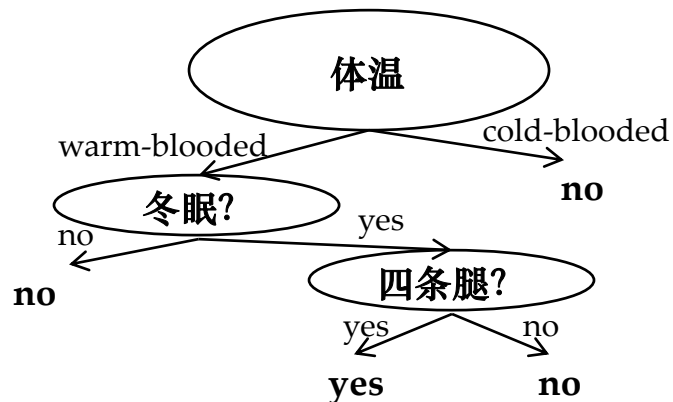 体温
warm-blooded
cold-blooded
no
冬眠?
no
yes
no
四条腿?
yes
no
yes
no